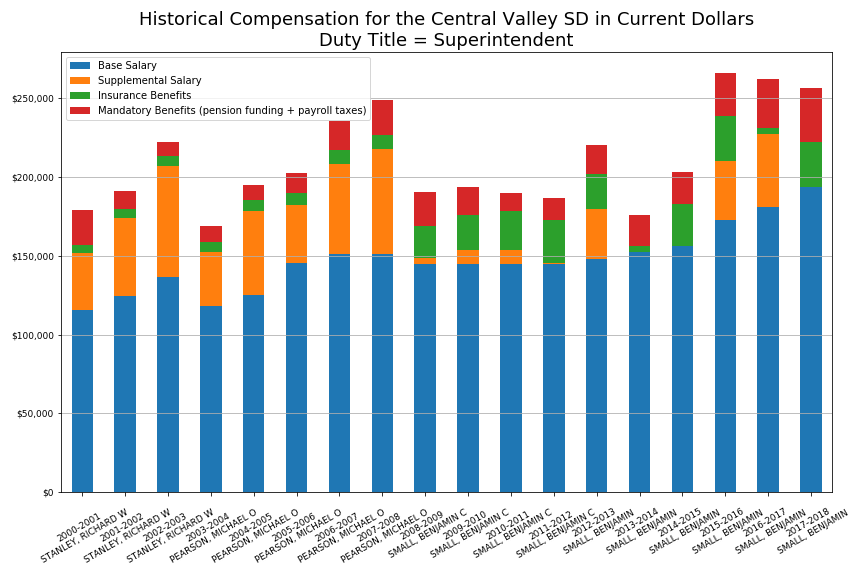 Historical Compensation for the Central Valley SD in Current Dollars
Duty Title = Superintendent
Base Salary
Supplemental Salary
Insurance Benefits
Mandatory Benefits (pension funding + payroll taxes)
$250,000
$200,000
$150,000
$100,000
$50,000
$0
2000-2001
STANLEY, RICHARD W
2001-2002
STANLEY, RICHARD W
2002-2003
STANLEY, RICHARD W
2003-2004
PEARSON, MICHAEL O
2004-2005
PEARSON, MICHAEL O
2005-2006
PEARSON, MICHAEL O
2006-2007
PEARSON, MICHAEL O
2007-2008
PEARSON, MICHAEL O
2008-2009
SMALL, BENJAMIN C
2009-2010
SMALL, BENJAMIN C
2010-2011
SMALL, BENJAMIN C
2011-2012
SMALL, BENJAMIN C
2012-2013
SMALL, BENJAMIN
2013-2014
SMALL, BENJAMIN
2014-2015
SMALL, BENJAMIN
2015-2016
SMALL, BENJAMIN
2016-2017
SMALL, BENJAMIN
2017-2018
SMALL, BENJAMIN